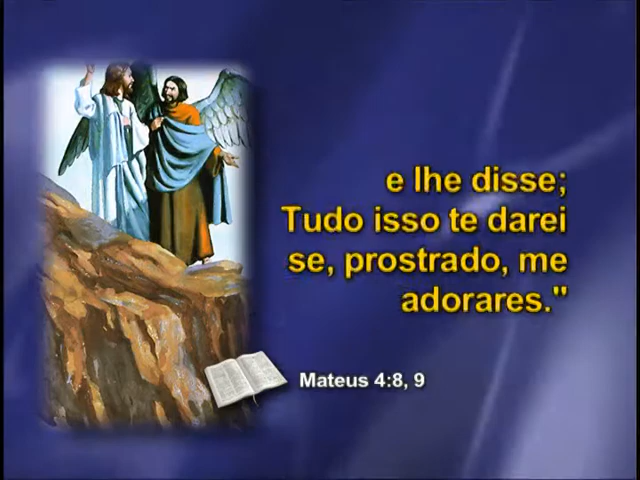 e lhe disse;
Tudo isso te darei
se, prostrado, me
adorares."
Mateus 4:8, 9